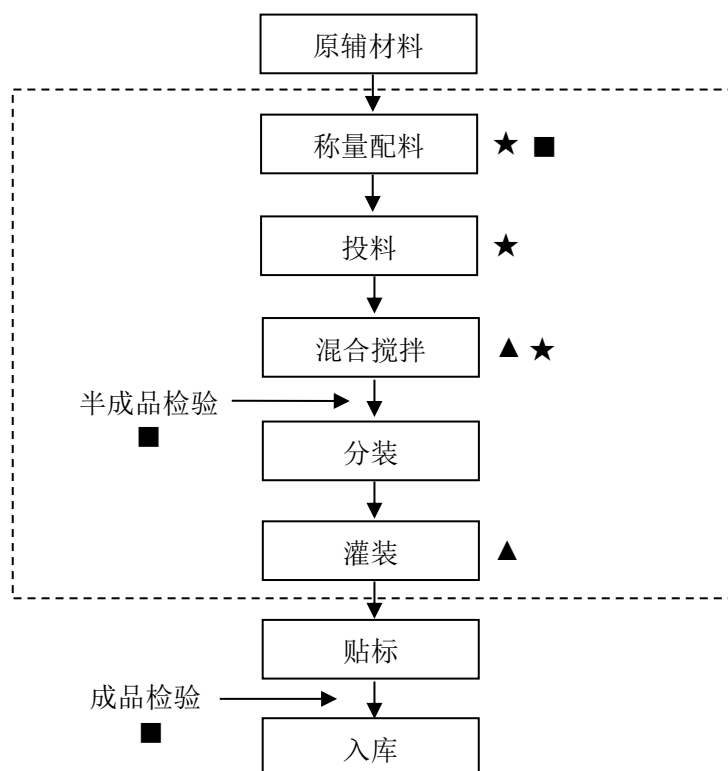 原辅材料
称量配料 ★ ■
投料 ★
混合搅拌 ▲ ★
半成品检验
■
分装
灌装 ▲
贴标
成品检验
■
入库